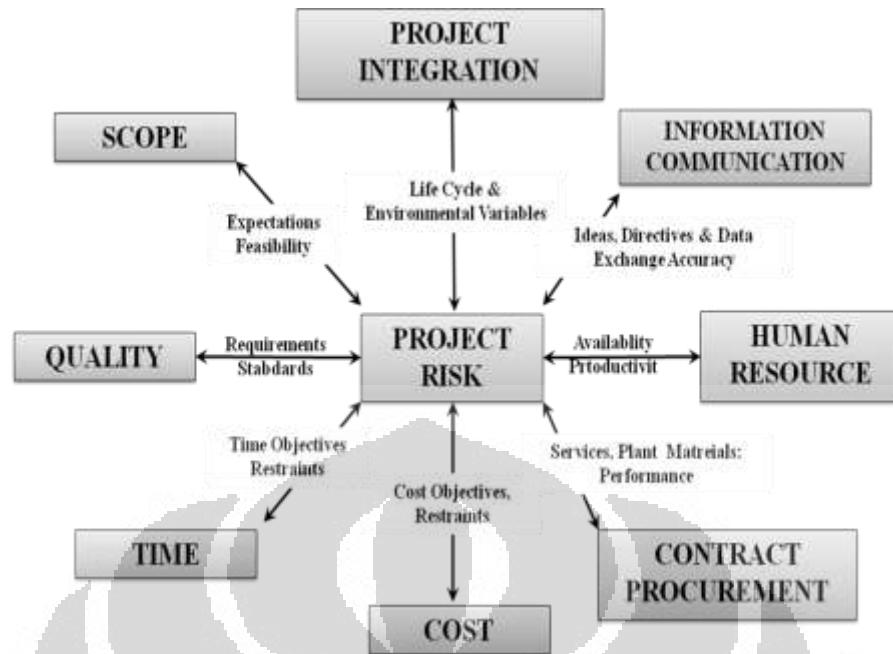 PROJECT
INTEGRATION
SCOPE
INFORMATION
COMMUNICATION
Life Cycle &
Environmental Variables
Expectations
Feasibility
Ideas, Directives & Data
Exchange Accuracy
QUALITY
Requirements
Stabdards
PROJECT
RISK
Availablity
Prtoductivit
HUMAN
RESOURCE
Time Objectives
Restraints
Cost Objectives,
Restraints
Services, Plant Matreials:
Performance
TIME
COST
CONTRACT
PROCUREMENT